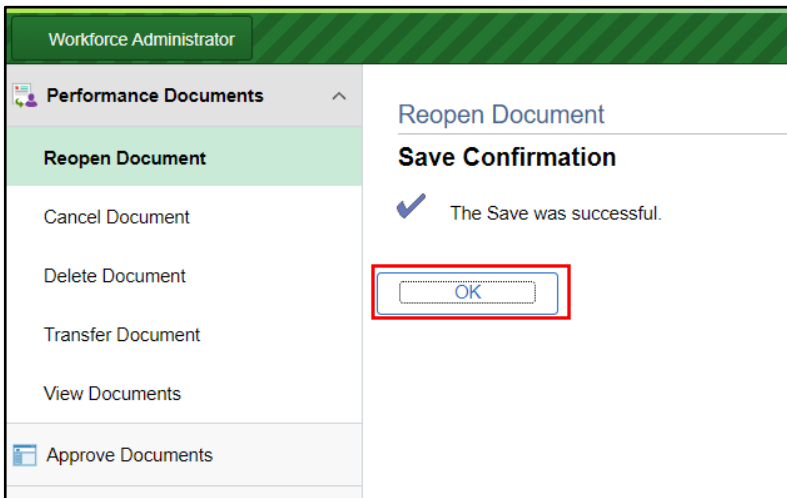 Workforce Administrator
Performance Documents
Reopen Document
Cancel Document
Delete Document
Transfer Document
View Documents
Approve Documents
Reopen Document
Save Confirmation
The Save was successful.
OK